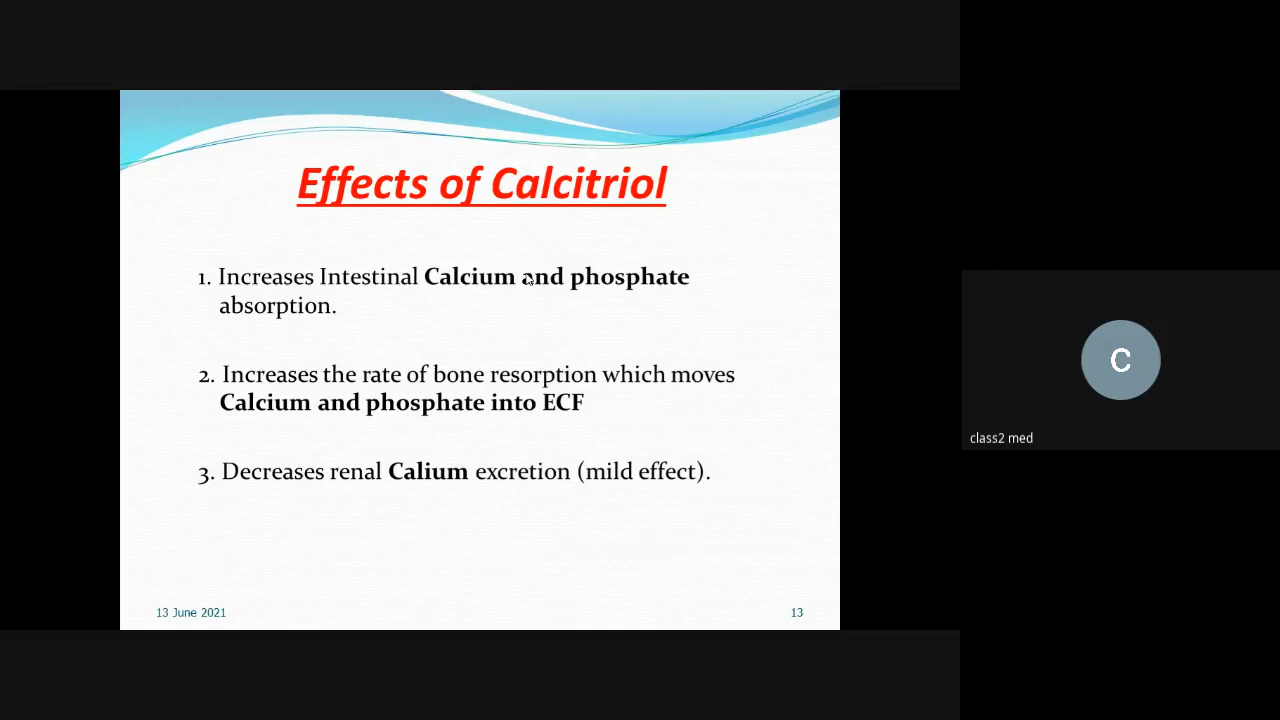 Effects of Calcitriol
1. Increases Intestinal Calcium and phosphate
absorption.
2. Increases the rate of bone resorption which moves
Calcium and phosphate into ECF
3. Decreases renal Calium excretion (mild effect).
13 June 2021
13
C
class2 med